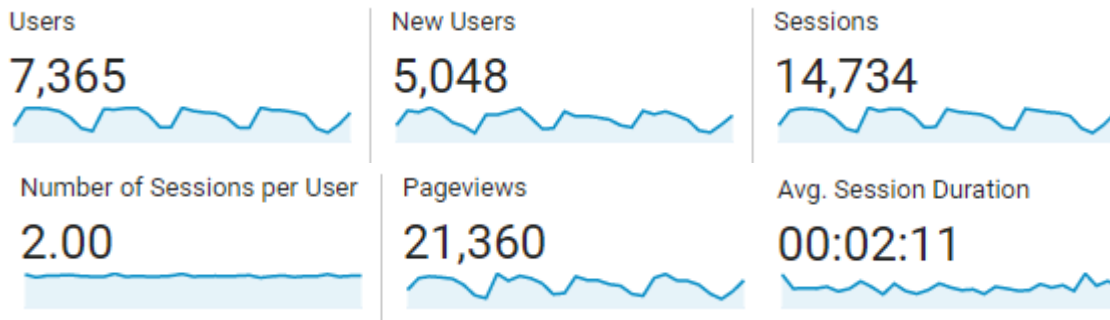 Users
7,365
New Users
5,048
Sessions
14,734
Number of Sessions per User
2.00
Pageviews
21,360
Avg. Session Duration
00:02:11